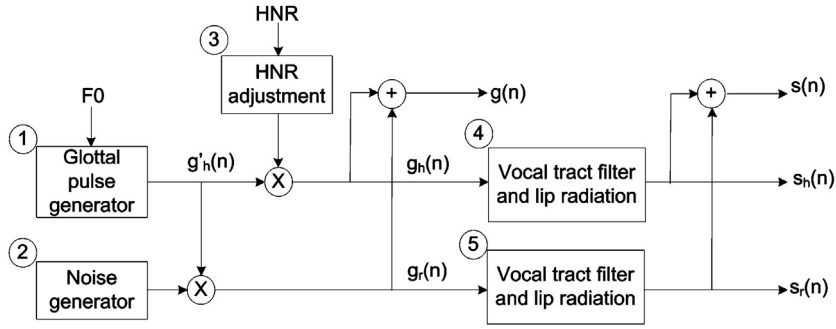 HNR
3
HNR
adjustment
F0
+
g(n)
+
s(n)
1
Glottal
pulse
generator
g'h(n)
X
gh(n)
4
Vocal tract filter
and lip radiation
sh(n)
2
Noise
generator
X
gr(n)
5
Vocal tract filter
and lip radiation
sr(n)